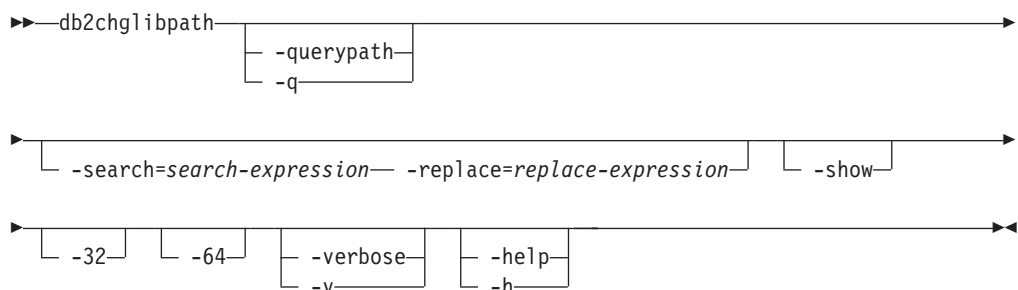 db2chglibpath
-querypath
-q
-search=search-expression -replace=replace-expression -show
-32 -64 -verbose -help
-v -h